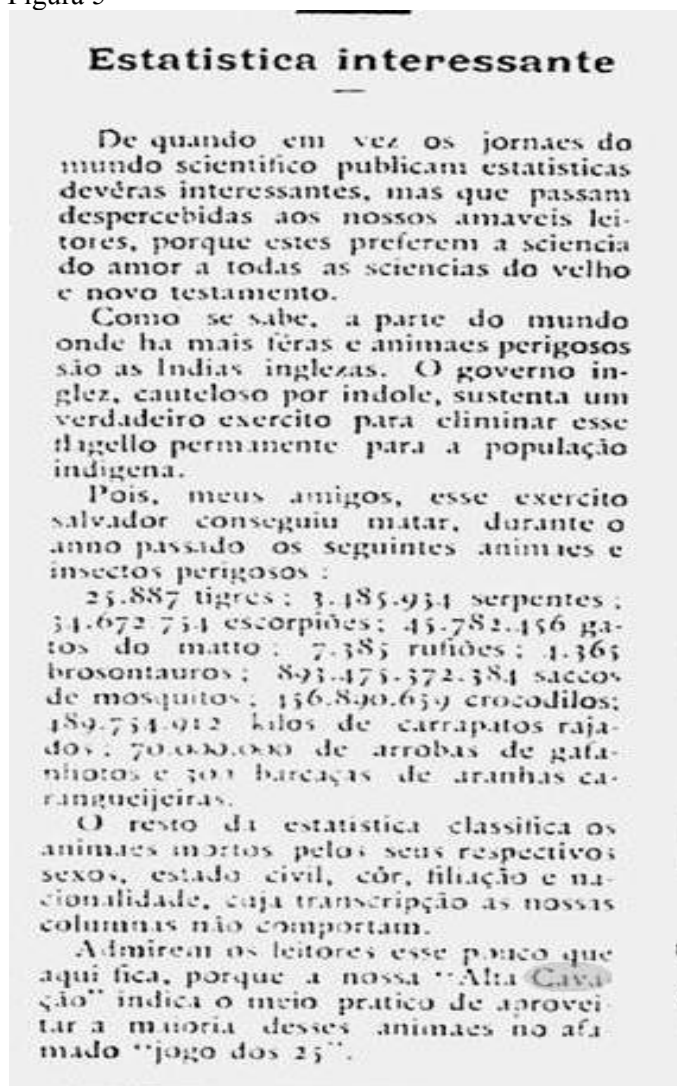 Figura 5
Estatistica interessante
De quando em vez os jornaes do
mundo scientifico publicam estatisticas
devéras interessantes, mas que passam
despercebidas aos nossos amaveis lei-
tores, porque estes preferem a sciencia
do amor a todas as sciencias do velho
e novo testamento.
Como se sabe, a parte do mundo
onde ha mais féras e animaes perigosos
são as Indias inglezas. O governo in-
glez, cauteloso por indole, sustenta um
verdadeiro exercito para eliminar esse
flagello permanente para a população
indigena.
Pois, meus amigos, esse exercito
salvador conseguiu matar, durante o
anno passado os seguintes animaes e
insectos perigosos :
25.887 tigres ; 3.485.934 serpentes ;
34.672 754 escorpiões; 45.782.456 ga-
tos do matto ; 7.385 rufiões ; 4.365
brosontauros ; 893.475.372.384 saccos
de mosquitos ; 356.890.659 crocodilos;
489.754.912 kilos de carrapatos raja-
dos ; 70.000.000 de arrobas de gafa-
nhotos e 300 barcaças de aranhas ca-
rangueijeiras.
O resto da estatistica classifica os
animaes mortos pelos seus respectivos
sexos, estado civil, côr, filiação e na-
cionalidade, cuja transcripção as nossas
columnas não comportam.
Admirem os leitores esse pouco que
aqui fica, porque a nossa "Alta Cava
ção" indica o meio pratico de aprovei-
tar a maioria desses animaes no afa-
mado "jogo dos 25".